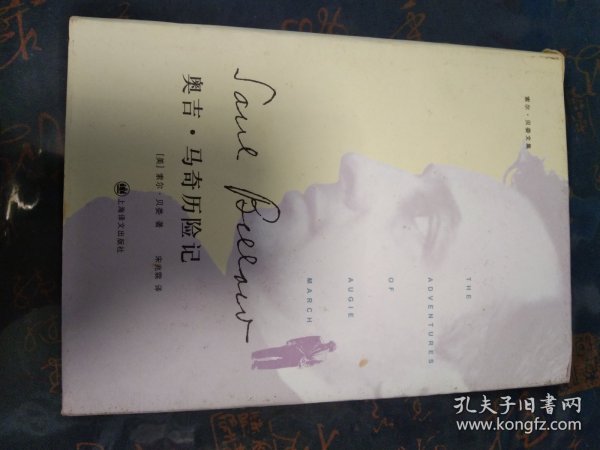 索尔·贝娄文集
THE
ADVENTURES
OF
AUGIE
MARCH
Saul Bellow
奥吉·马奇历险记
[美] 索尔·贝娄 著
宋兆霖 译
上海译文出版社
孔夫子旧书网
www.kongfz.com